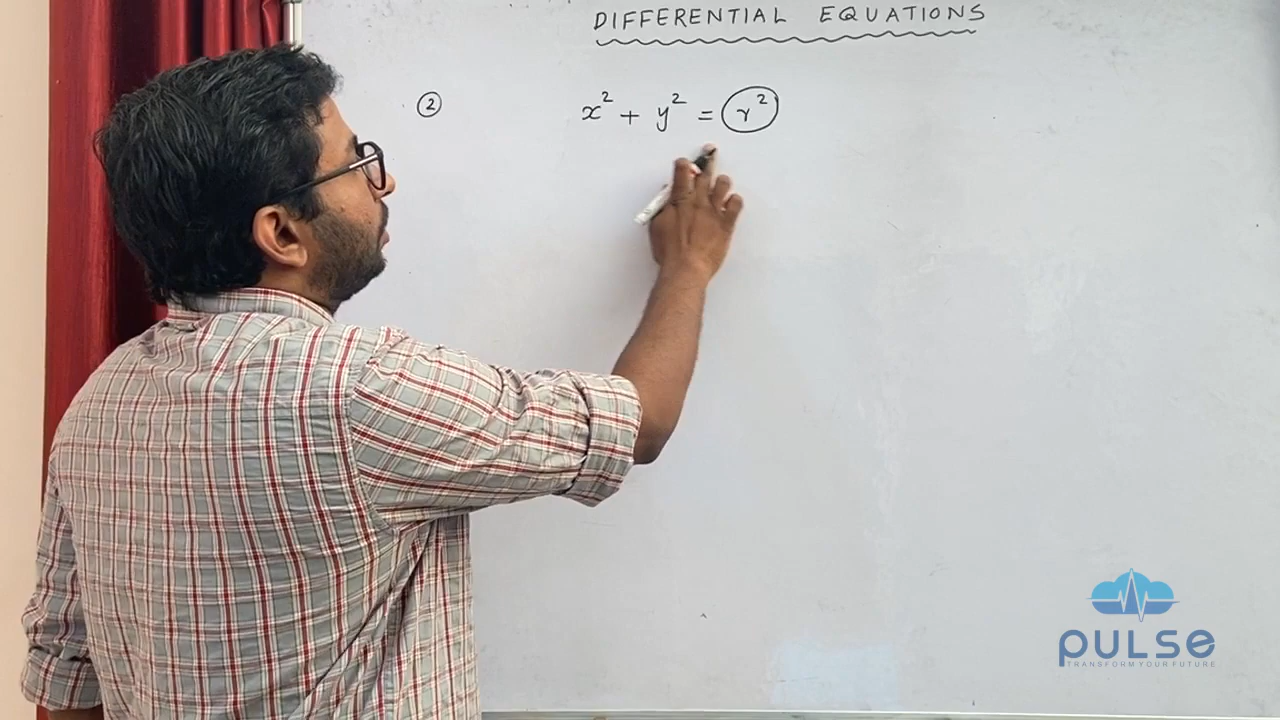 DIFFERENTIAL EQUATIONS
② x² + y² = r²
PULSE
TRANSFORM YOUR FUTURE